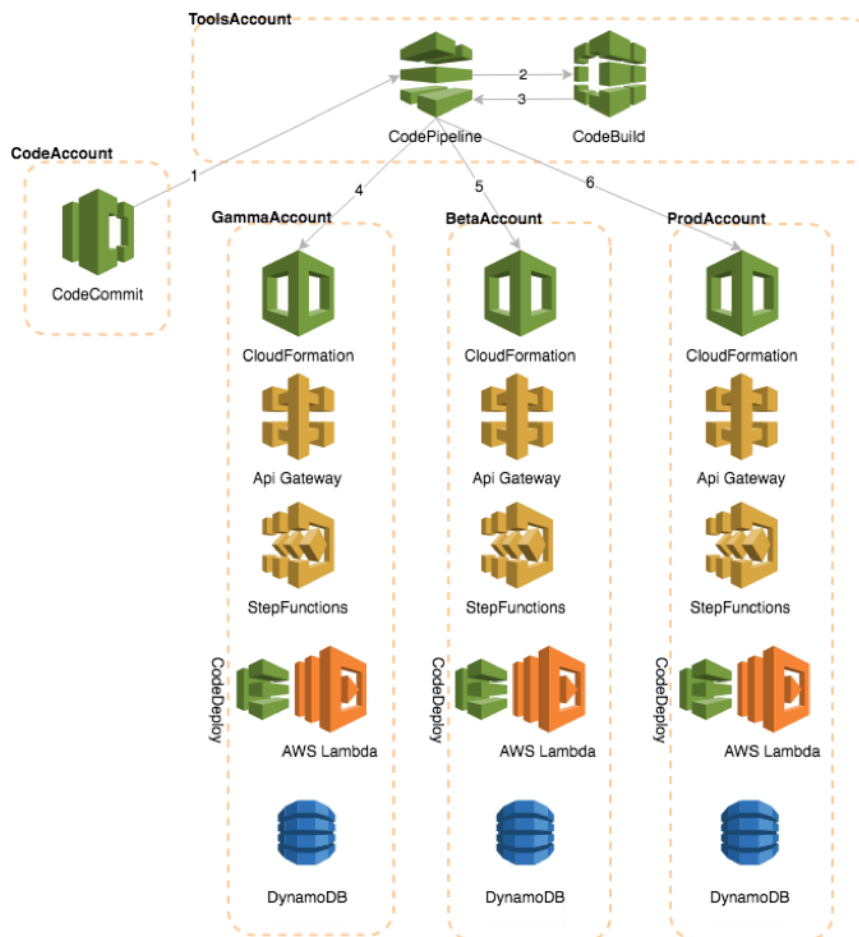 ToolsAccount
2
3
CodePipeline
CodeBuild
CodeAccount
1
CodeCommit
4
5
6
GammaAccount
BetaAccount
ProdAccount
CloudFormation
CloudFormation
CloudFormation
Api Gateway
Api Gateway
Api Gateway
StepFunctions
StepFunctions
StepFunctions
CodeDeploy
CodeDeploy
CodeDeploy
AWS Lambda
AWS Lambda
AWS Lambda
DynamoDB
DynamoDB
DynamoDB